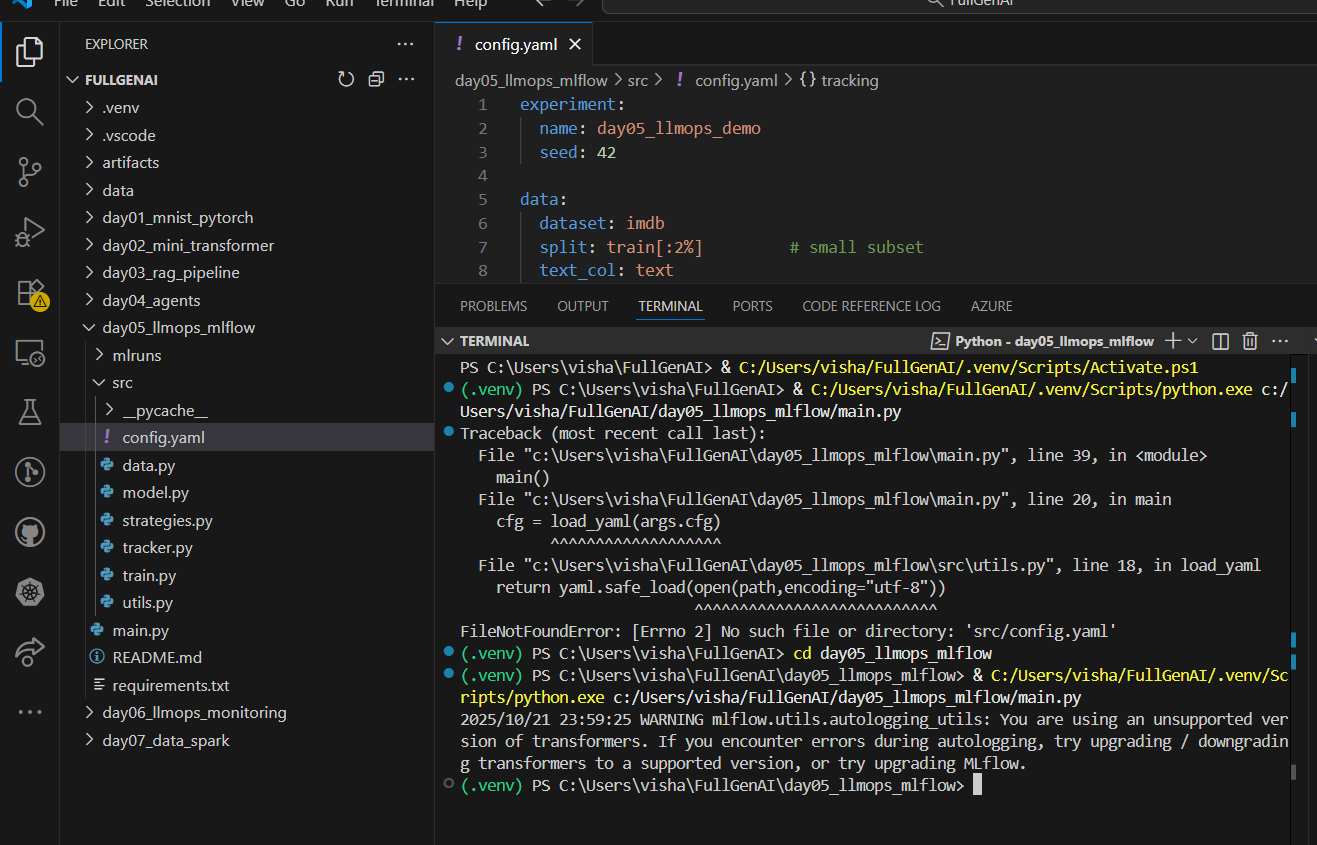 File Edit Selection View Go Run Terminal Help
FullGenAI
EXPLORER
FULLGENAI
.venv
.vscode
artifacts
data
day01_mnist_pytorch
day02_mini_transformer
day03_rag_pipeline
day04_agents
day05_llmops_mlflow
mlruns
src
__pycache__
! config.yaml
data.py
model.py
strategies.py
tracker.py
train.py
utils.py
main.py
README.md
requirements.txt
day06_llmops_monitoring
day07_data_spark
! config.yaml
day05_llmops_mlflow > src > ! config.yaml > {} tracking
1 experiment:
2 name: day05_llmops_demo
3 seed: 42
4
5 data:
6 dataset: imdb
7 split: train[:2%] # small subset
8 text_col: text
PROBLEMS OUTPUT TERMINAL PORTS CODE REFERENCE LOG AZURE
TERMINAL
Python - day05_llmops_mlflow
PS C:\Users\visha\FullGenAI> & C:/Users/visha/FullGenAI/.venv/Scripts/Activate.ps1
(.venv) PS C:\Users\visha\FullGenAI> & C:/Users/visha/FullGenAI/.venv/Scripts/python.exe c:/
Users/visha/FullGenAI/day05_llmops_mlflow/main.py
Traceback (most recent call last):
File "c:\Users\visha\FullGenAI\day05_llmops_mlflow\main.py", line 39, in <module>
main()
File "c:\Users\visha\FullGenAI\day05_llmops_mlflow\main.py", line 20, in main
cfg = load_yaml(args.cfg)
^^^^^^^^^^^^^^^^^^^
File "c:\Users\visha\FullGenAI\day05_llmops_mlflow\src\utils.py", line 18, in load_yaml
return yaml.safe_load(open(path,encoding="utf-8"))
^^^^^^^^^^^^^^^^^^^^^^^^^^^
FileNotFoundError: [Errno 2] No such file or directory: 'src/config.yaml'
(.venv) PS C:\Users\visha\FullGenAI> cd day05_llmops_mlflow
(.venv) PS C:\Users\visha\FullGenAI\day05_llmops_mlflow> & C:/Users/visha/FullGenAI/.venv/Sc
ripts/python.exe c:/Users/visha/FullGenAI/day05_llmops_mlflow/main.py
2025/10/21 23:59:25 WARNING mlflow.utils.autologging_utils: You are using an unsupported ver
sion of transformers. If you encounter errors during autologging, try upgrading / downgradin
g transformers to a supported version, or try upgrading MLflow.
(.venv) PS C:\Users\visha\FullGenAI\day05_llmops_mlflow>